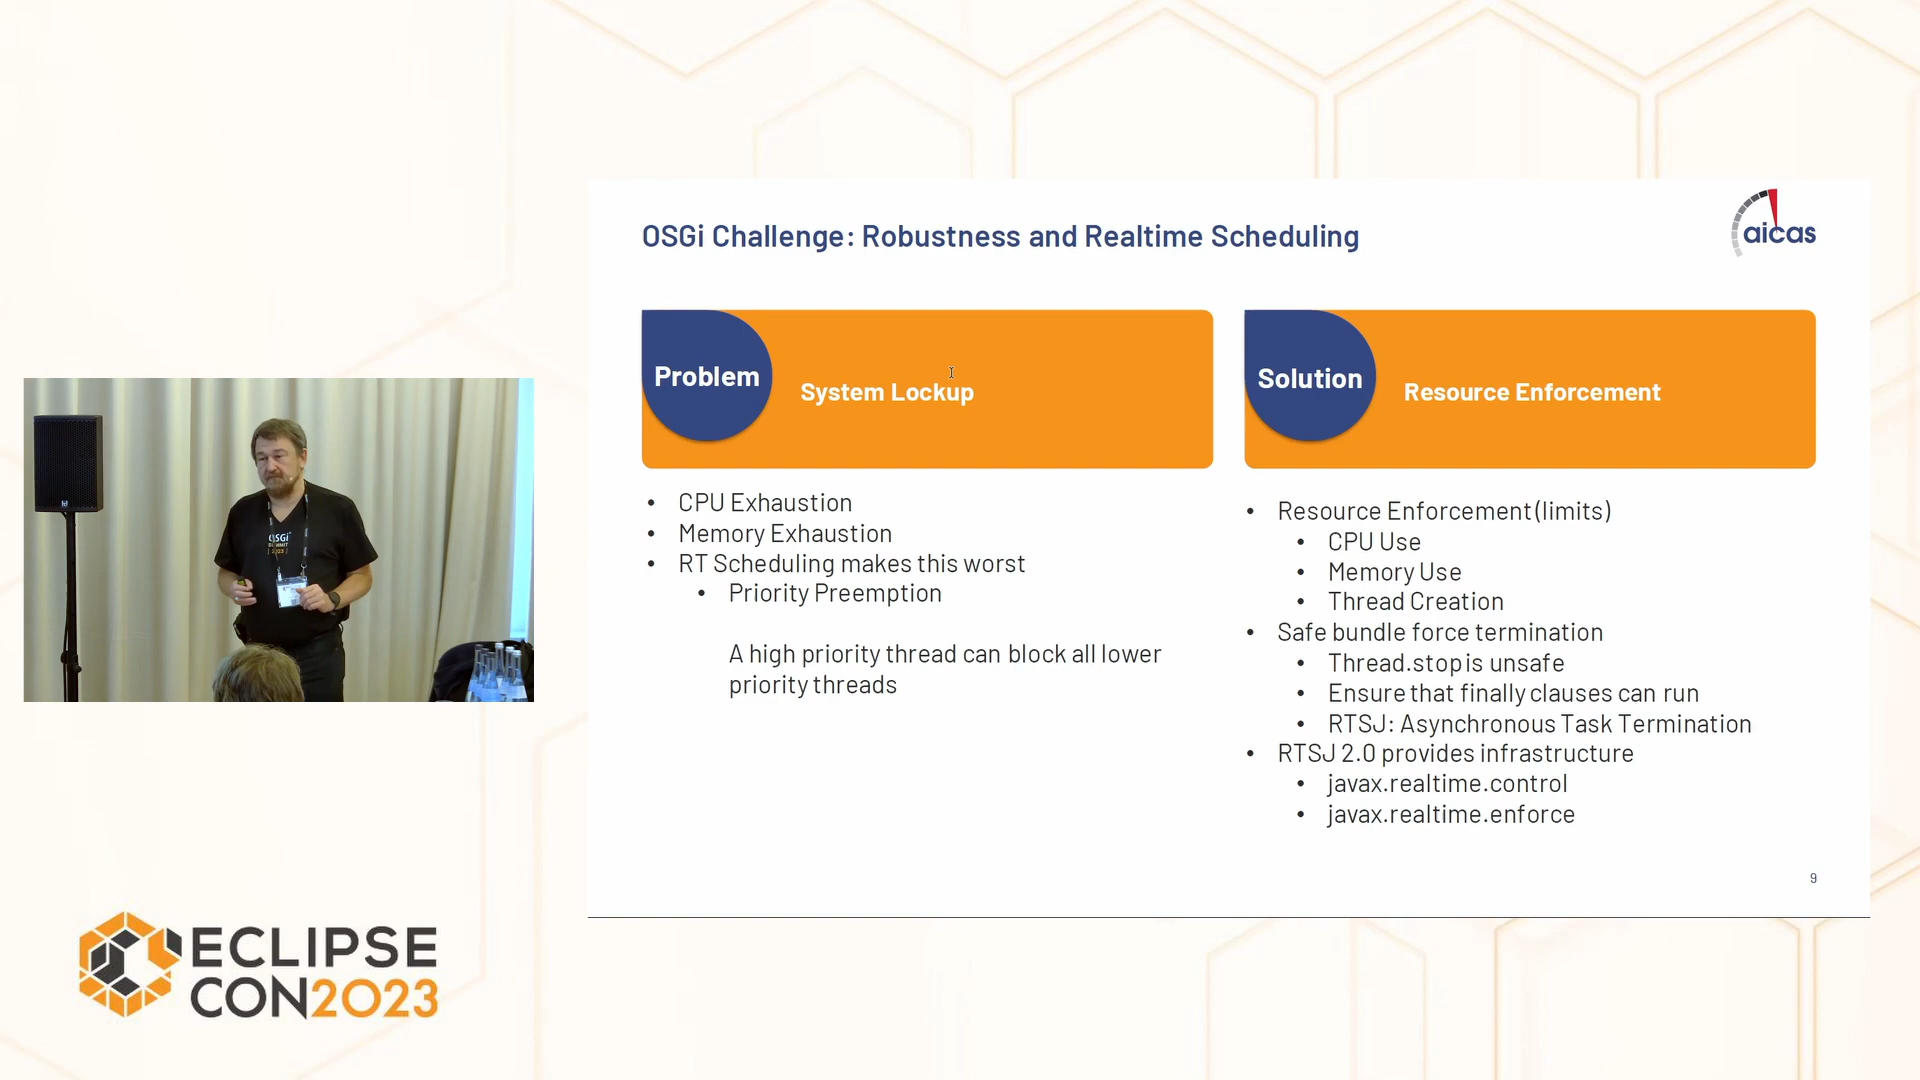 OSGi Challenge: Robustness and Realtime Scheduling
aicas
Problem
System Lockup
• CPU Exhaustion
• Memory Exhaustion
• RT Scheduling makes this worst
• Priority Preemption
A high priority thread can block all lower
priority threads
Solution
Resource Enforcement
• Resource Enforcement (limits)
• CPU Use
• Memory Use
• Thread Creation
• Safe bundle force termination
• Thread.stop is unsafe
• Ensure that finally clauses can run
• RTSJ: Asynchronous Task Termination
• RTSJ 2.0 provides infrastructure
• javax.realtime.control
• javax.realtime.enforce
9
OSGi
ECLIPSE
CON2023